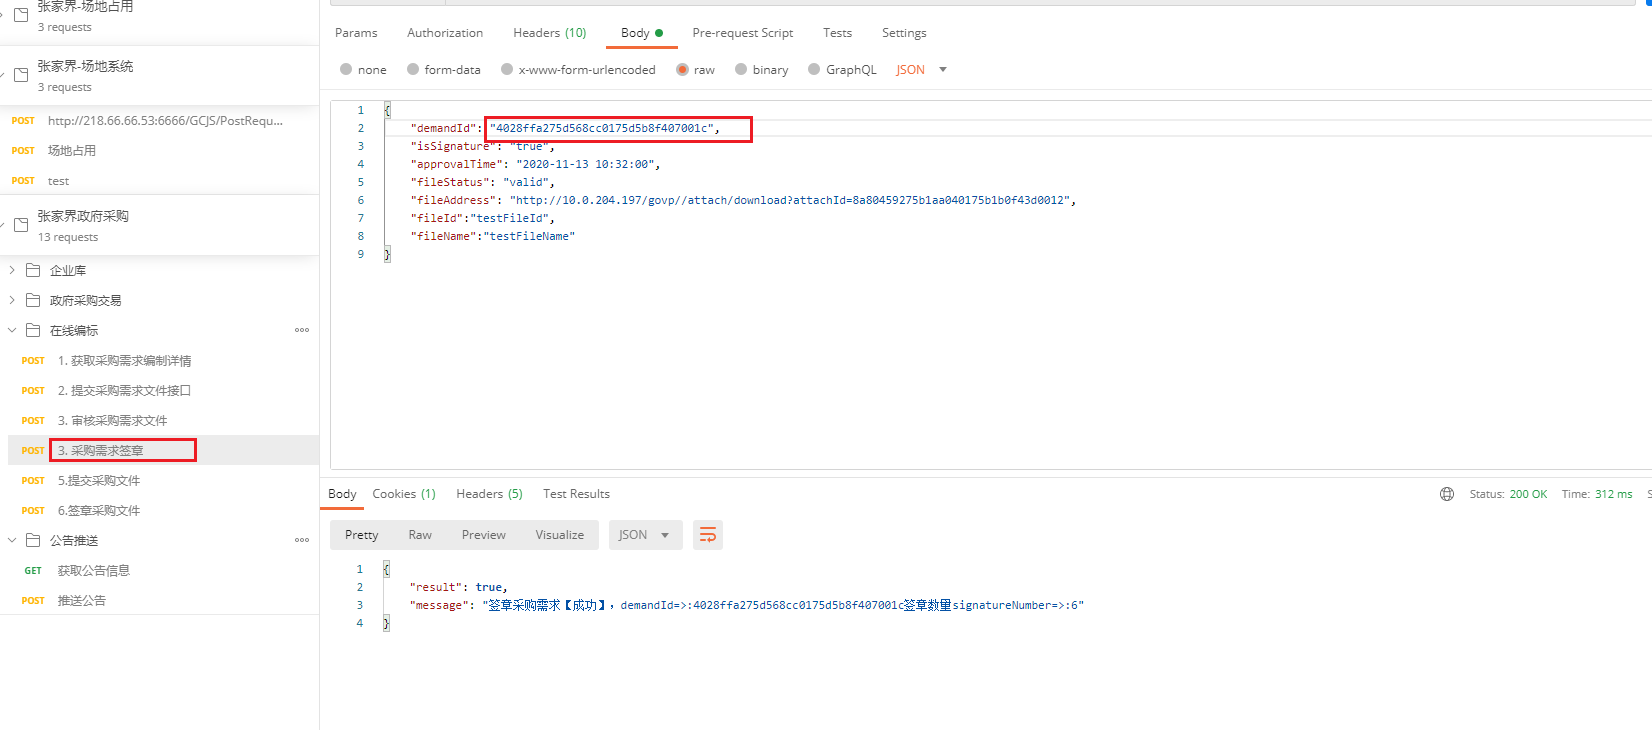 张家界-场地占用
3 requests
张家界-场地系统
3 requests
POST http://218.66.66.53:6666/GCJS/PostRequ...
POST 场地占用
POST test
张家界政府采购
13 requests
企业库
政府采购交易
在线编标
POST 1. 获取采购需求编制详情
POST 2. 提交采购需求文件接口
POST 3. 审核采购需求文件
POST 3. 采购需求签章
POST 5.提交采购文件
POST 6.签章采购文件
公告推送
GET 获取公告信息
POST 推送公告
Params Authorization Headers (10) Body Pre-request Script Tests Settings
none form-data x-www-form-urlencoded raw binary GraphQL JSON
1 {
2 "demandId": "4028ffa275d568cc0175d5b8f407001c",
3 "isSignature": "true",
4 "approvalTime": "2020-11-13 10:32:00",
5 "fileStatus": "valid",
6 "fileAddress": "http://10.0.204.197/govp//attach/download?attachId=8a80459275b1aa040175b1b0f43d0012",
7 "fileId":"testFileId",
8 "fileName":"testFileName"
9 }
Body Cookies (1) Headers (5) Test Results Status: 200 OK Time: 312 ms S
Pretty Raw Preview Visualize JSON
1 {
2 "result": true,
3 "message": "签章采购需求【成功】，demandId=>:4028ffa275d568cc0175d5b8f407001c签章数量signatureNumber=>:6"
4 }